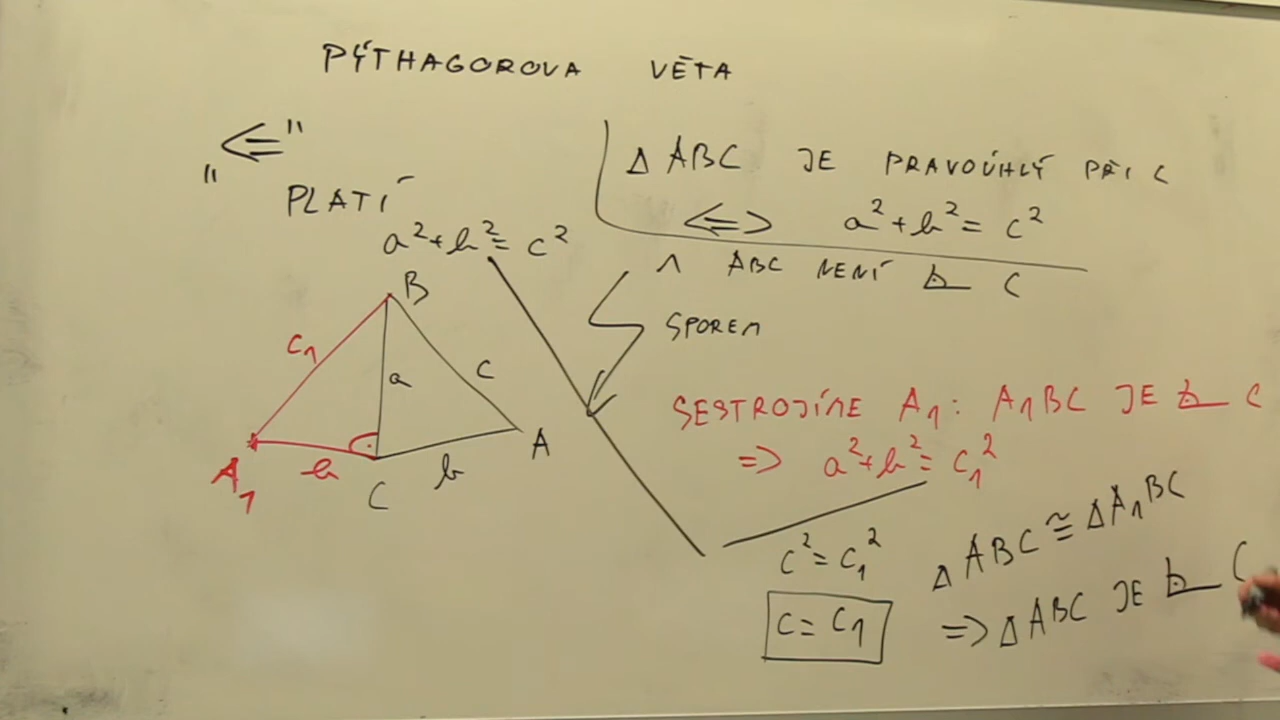 PÝTHAGOROVA VĚTA
"⇐"
Δ ABC JE PRAVOÚHLÝ PŘI C
⇔ a² + b² = c²
PLATÍ
a² + b² = c²
∧ ABC NENÍ ⊾ C
SPOREM
B
c₁
a
c
A₁
b
C
b
A
SESTROJÍME A₁: A₁BC JE ⊾ C
=> a² + b² = c₁²
c² = c₁²
c = c₁
Δ ABC ≅ Δ A₁BC
=> Δ ABC JE ⊾ C